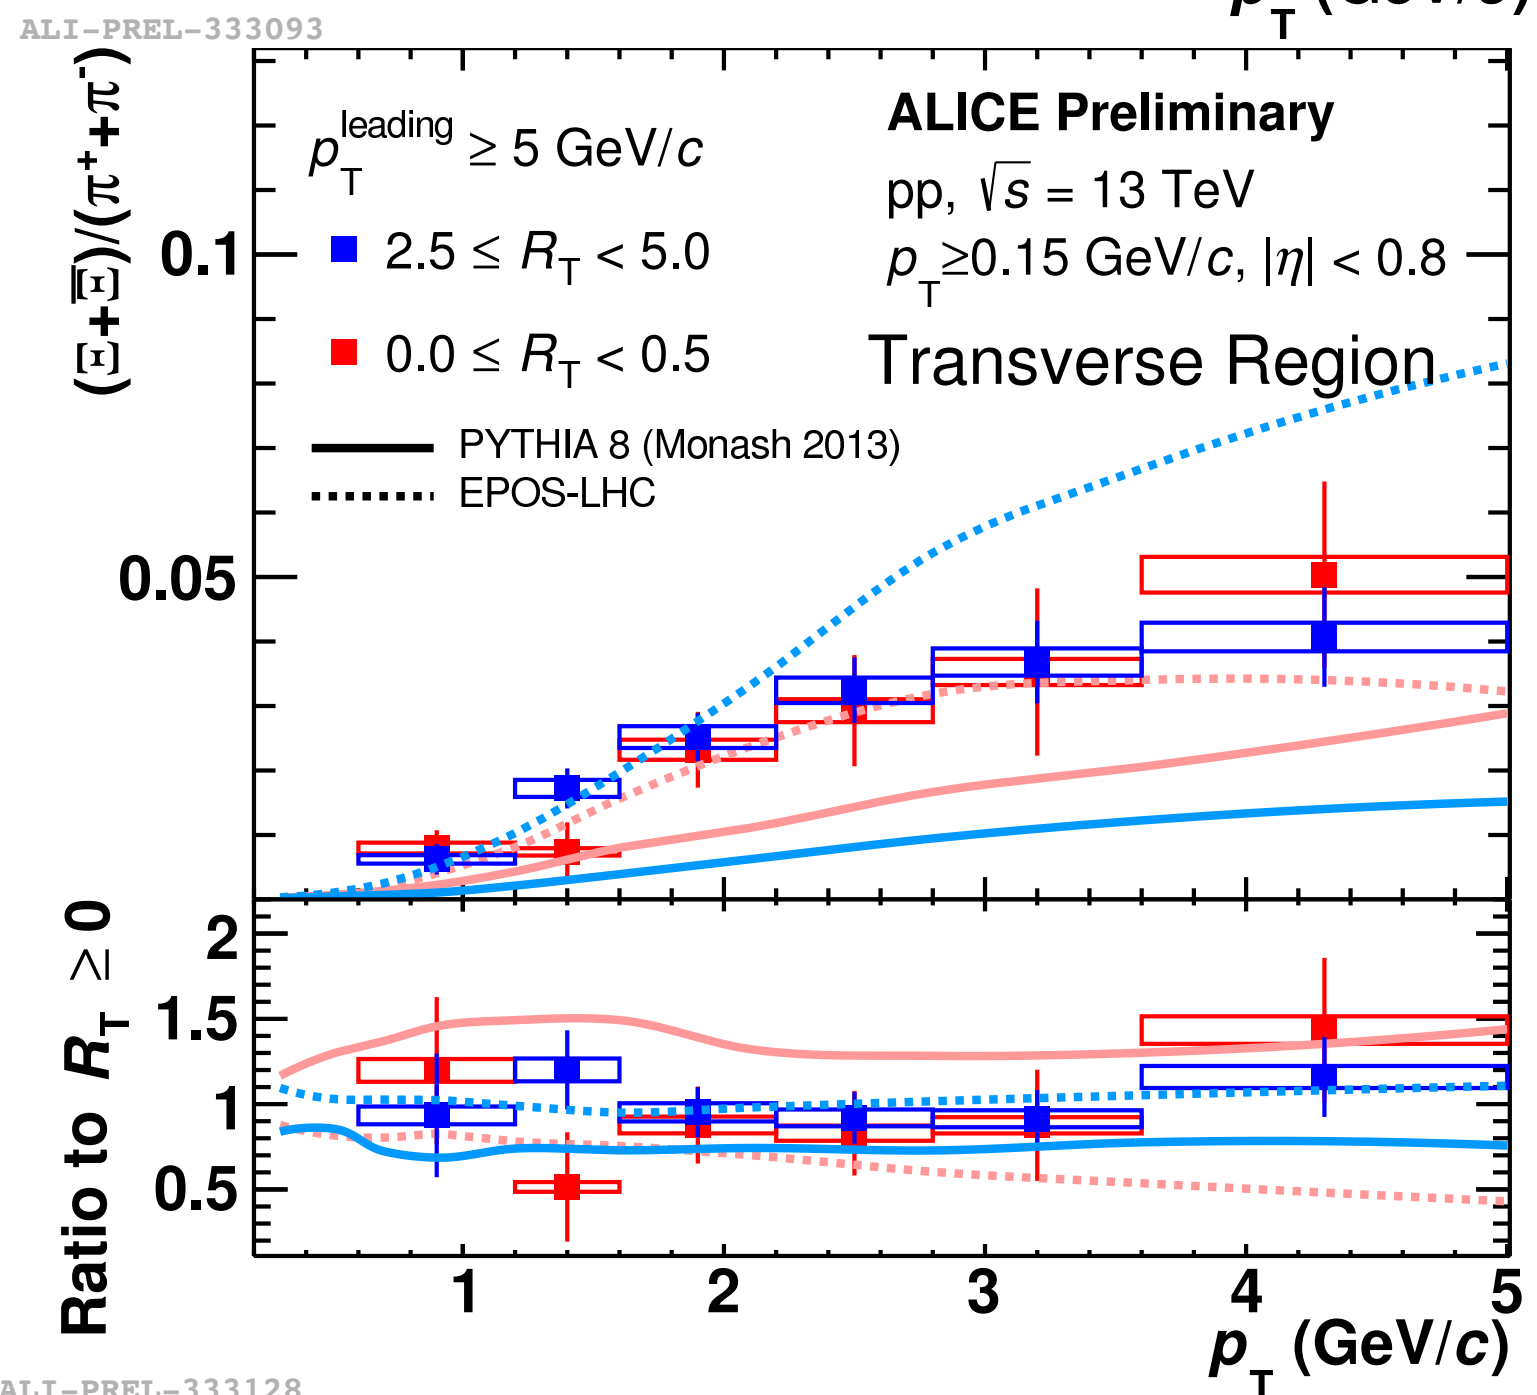 p_T (GeV/c)
ALI-PREL-333093
(Ξ+Ξ̅)/(π⁺+π⁻)
p_T^leading ≥ 5 GeV/c
2.5 ≤ R_T < 5.0
0.0 ≤ R_T < 0.5
PYTHIA 8 (Monash 2013)
EPOS-LHC
ALICE Preliminary
pp, √s = 13 TeV
p_T ≥0.15 GeV/c, |η| < 0.8
Transverse Region
0.1
0.05
Ratio to R_T ≥ 0
2
1.5
1
0.5
1 2 3 4 5
p_T (GeV/c)
ALI-PREL-333128